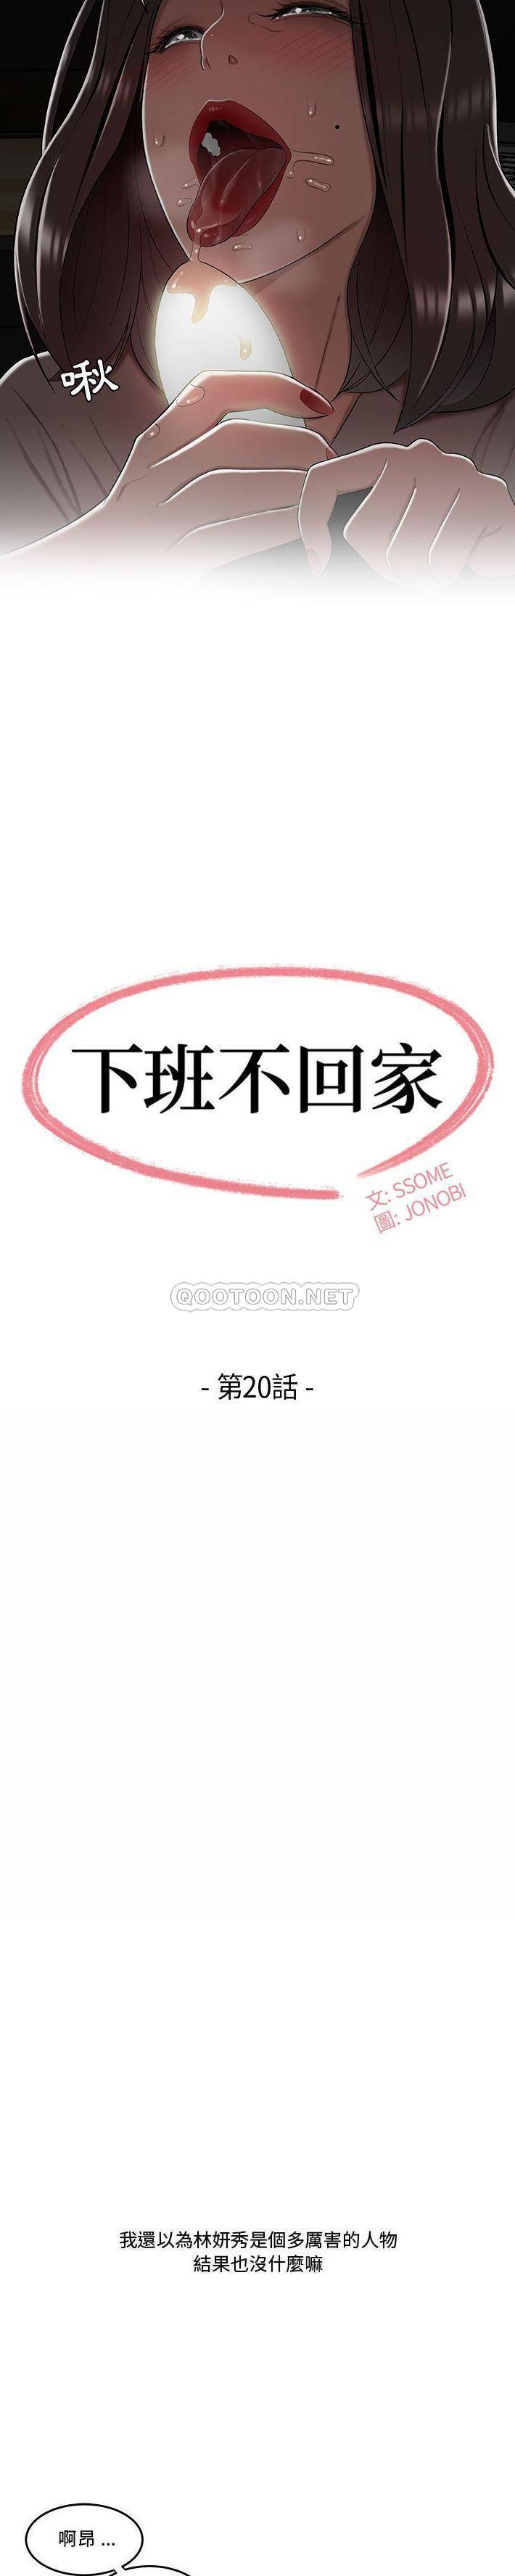 啾
下班不回家
文: SSOME
圖: JONOBI
QOOTOON.NET
- 第20話 -
我還以為林妍秀是個多厲害的人物
結果也沒什麼嘛
啊昂 ...